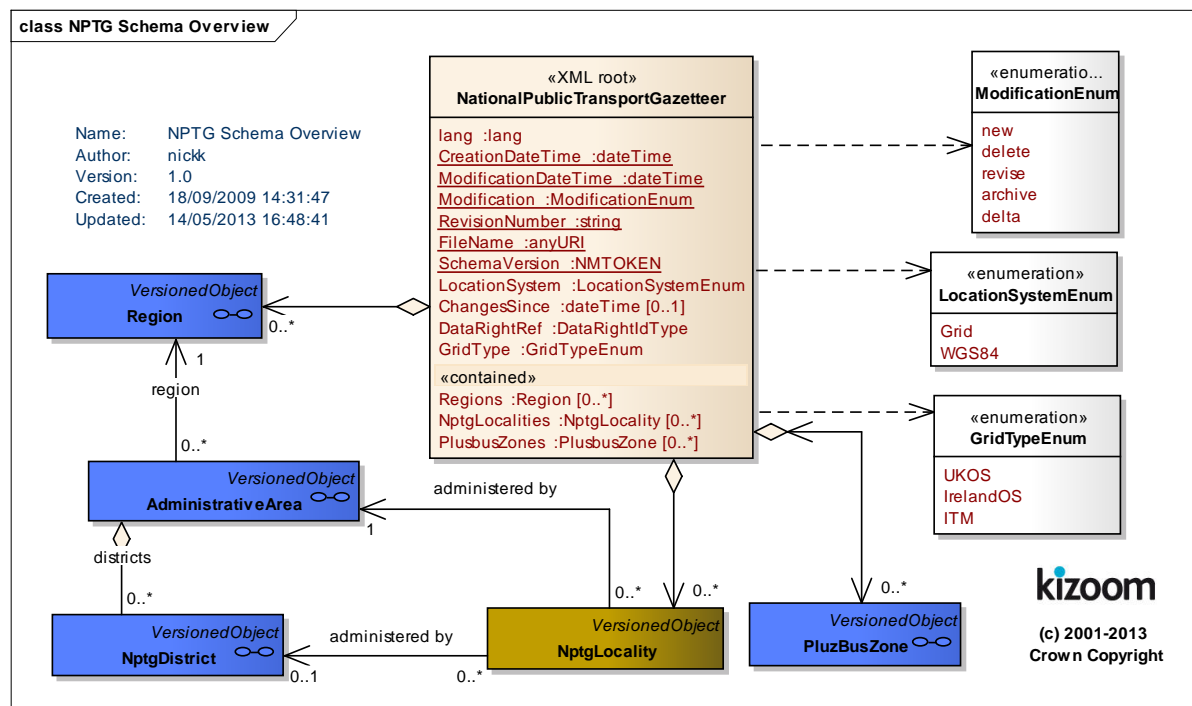 class NPTG Schema Overview
Name: NPTG Schema Overview
Author: nickk
Version: 1.0
Created: 18/09/2009 14:31:47
Updated: 14/05/2013 16:48:41
«XML root»
NationalPublicTransportGazetteer
lang :lang
CreationDateTime :dateTime
ModificationDateTime :dateTime
Modification :ModificationEnum
RevisionNumber :string
FileName :anyURI
SchemaVersion :NMTOKEN
LocationSystem :LocationSystemEnum
ChangesSince :dateTime [0..1]
DataRightRef :DataRightIdType
GridType :GridTypeEnum
«contained»
Regions :Region [0..*]
NptgLocalities :NptgLocality [0..*]
PlusbusZones :PlusbusZone [0..*]
«enumeratio...
ModificationEnum
new
delete
revise
archive
delta
«enumeration»
LocationSystemEnum
Grid
WGS84
«enumeration»
GridTypeEnum
UKOS
IrelandOS
ITM
VersionedObject
Region
0..*
1
region
0..*
VersionedObject
AdministrativeArea
administered by
1
districts
0..*
0..*
0..*
0..*
VersionedObject
NptgDistrict
administered by
0..1
0..*
VersionedObject
NptgLocality
VersionedObject
PluzBusZone
kizoom
(c) 2001-2013
Crown Copyright